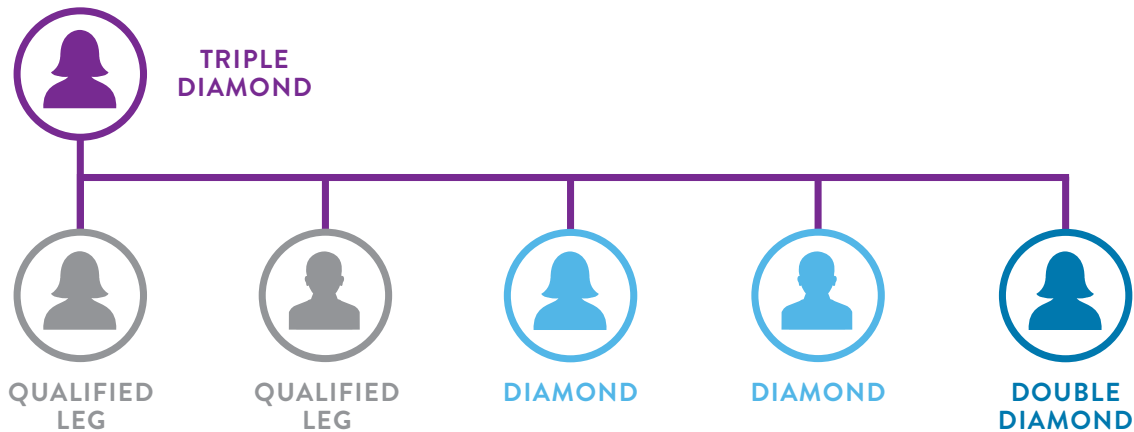 TRIPLE
DIAMOND
QUALIFIED
LEG
QUALIFIED
LEG
DIAMOND
DIAMOND
DOUBLE
DIAMOND